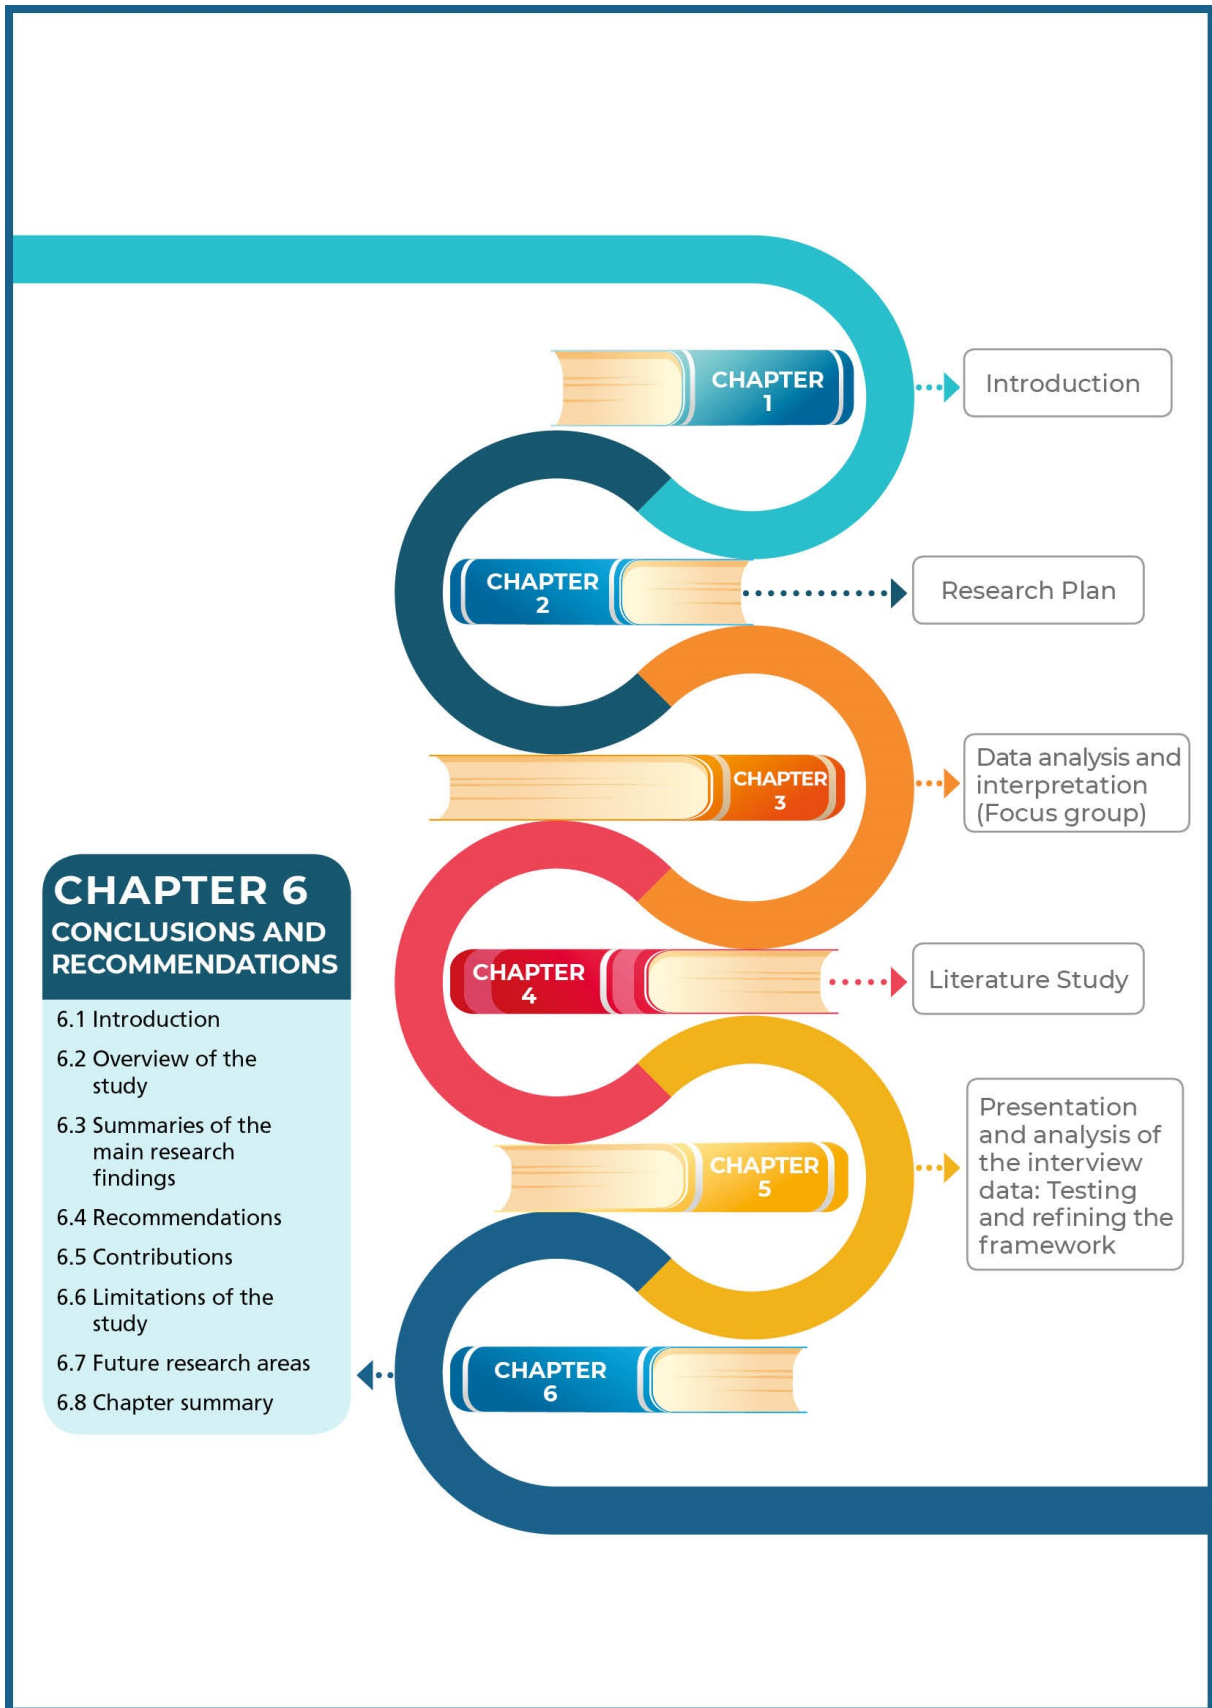 CHAPTER
1
Introduction
CHAPTER
2
Research Plan
CHAPTER
3
Data analysis and
interpretation
(Focus group)
CHAPTER 6
CONCLUSIONS AND
RECOMMENDATIONS
6.1 Introduction
6.2 Overview of the
study
6.3 Summaries of the
main research
findings
6.4 Recommendations
6.5 Contributions
6.6 Limitations of the
study
6.7 Future research areas
6.8 Chapter summary
CHAPTER
4
Literature Study
CHAPTER
5
Presentation
and analysis of
the interview
data: Testing
and refining the
framework
CHAPTER
6